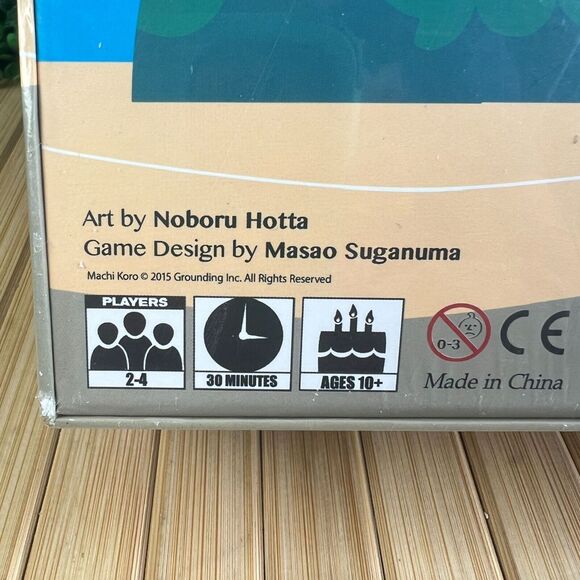 Art by Noboru Hotta
Game Design by Masao Suganuma
Machi Koro © 2015 Grounding Inc. All Rights Reserved
PLAYERS
2-4
30 MINUTES
AGES 10+
0-3
CE
Made in China